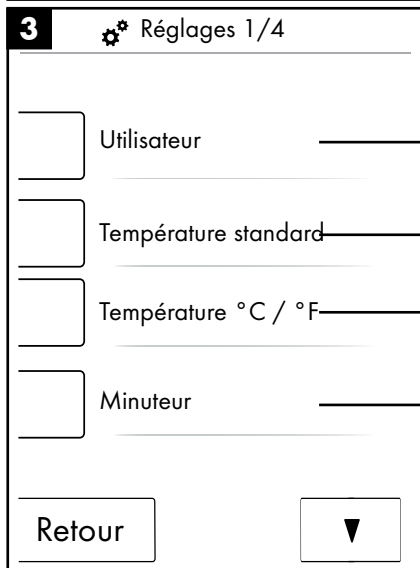 3
Réglages 1/4
Utilisateur
Température standard
Température °C / °F
Minuteur
Retour